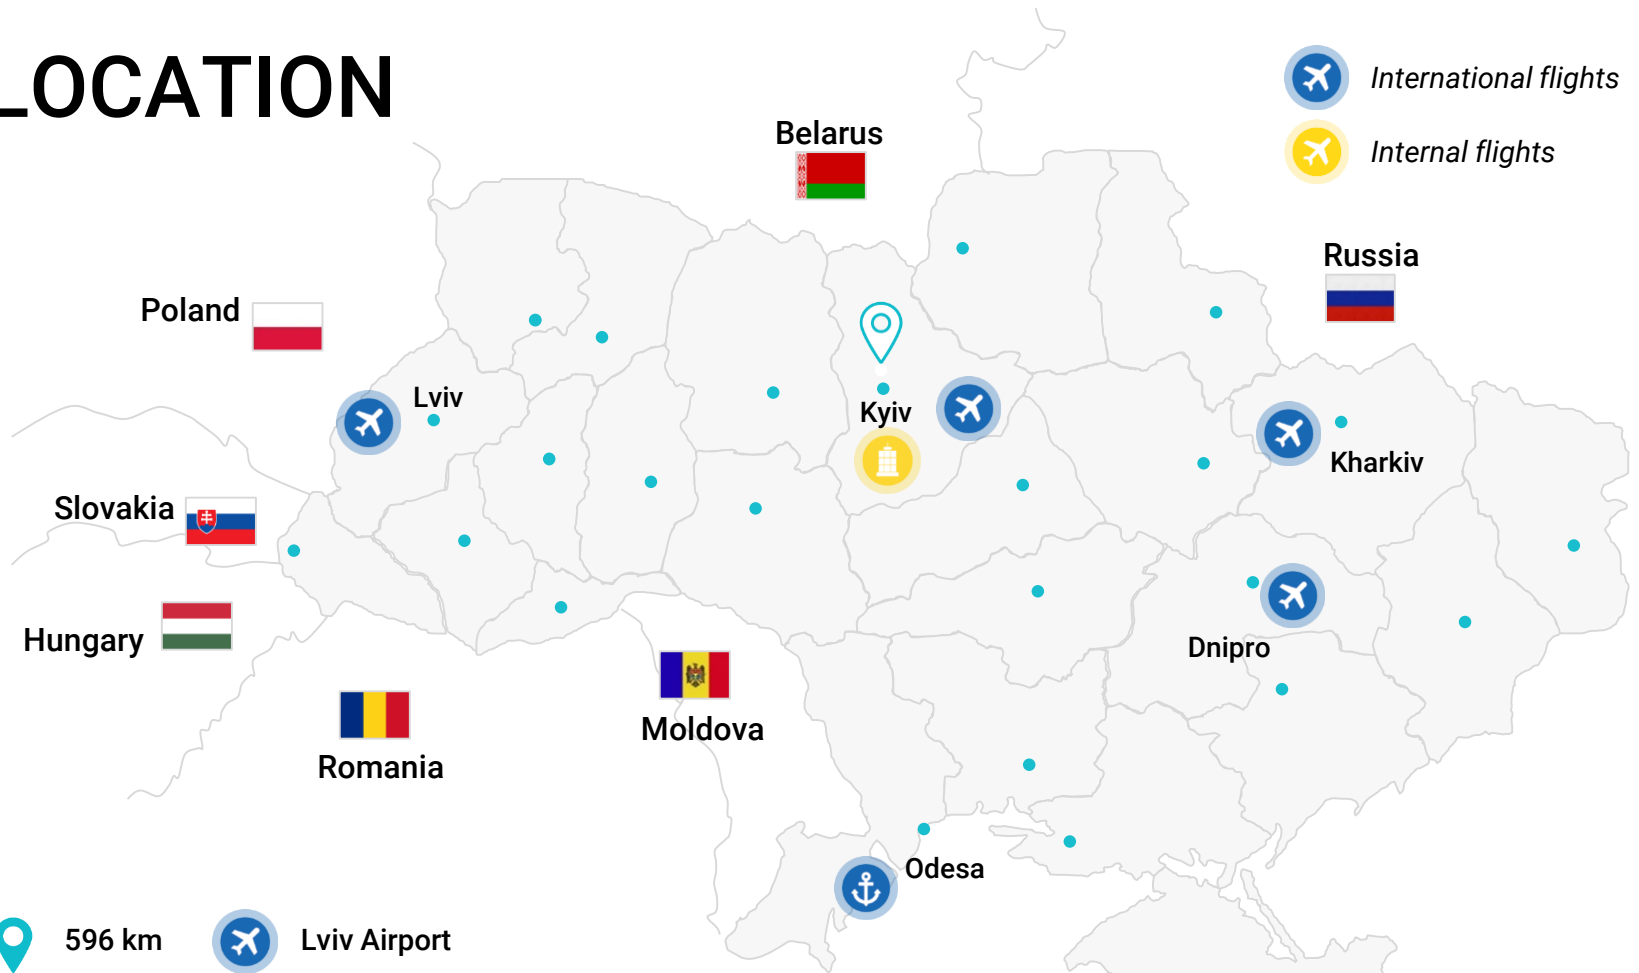 LOCATION
International flights
Internal flights
Belarus
Russia
Poland
Lviv
Kyiv
Kharkiv
Slovakia
Hungary
Dnipro
Moldova
Romania
Odesa
596 km
Lviv Airport